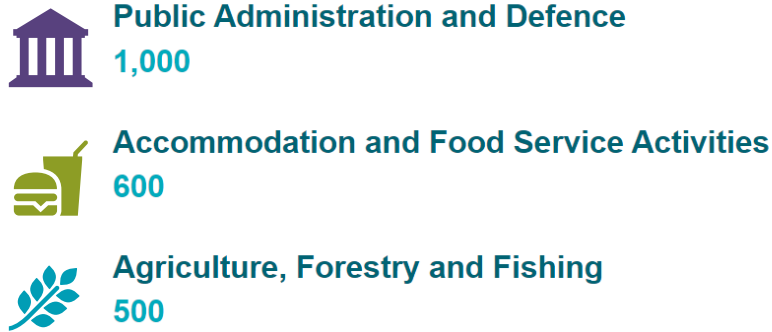 Public Administration and Defence
1,000
Accommodation and Food Service Activities
600
Agriculture, Forestry and Fishing
500